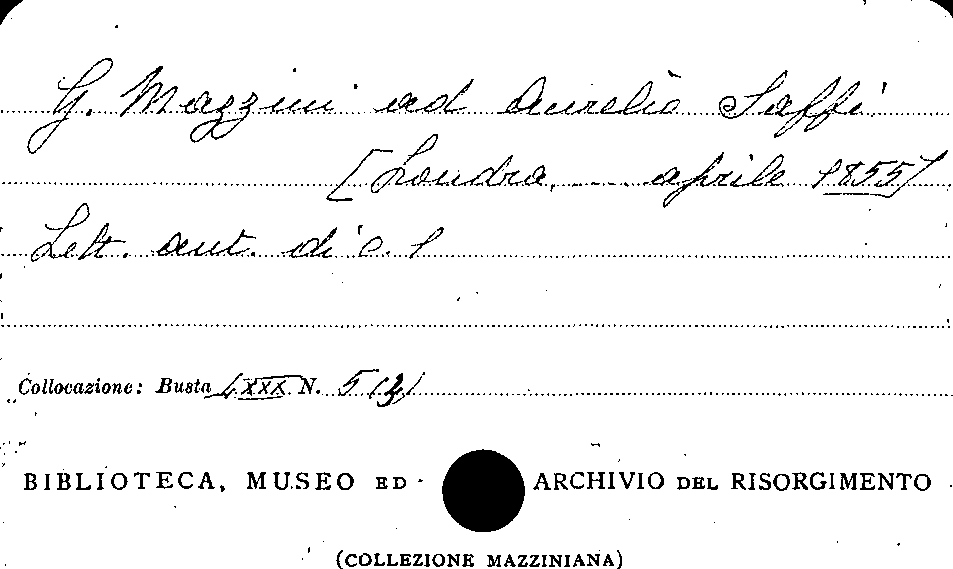 G. Mazzini ad Aurelio Saffi
[Londra, ... aprile 1855]
Lett. aut. di c. 1
Collocazione: Busta LXXX N. 5 (3)
BIBLIOTECA, MUSEO ED ARCHIVIO DEL RISORGIMENTO
(COLLEZIONE MAZZINIANA)